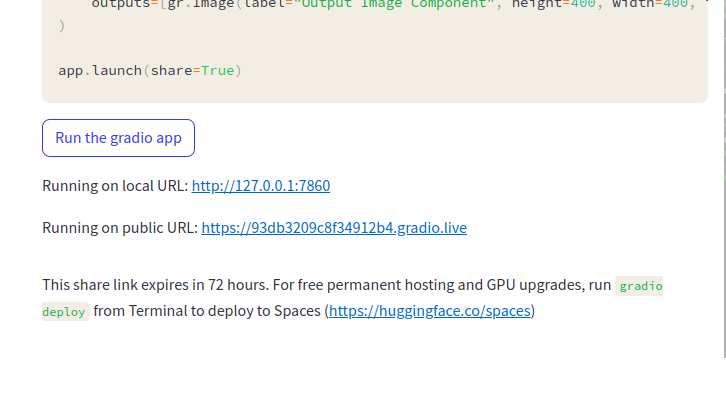 outputs=[gr.Image(label="Output Image Component", height=400, width=400,
)
app.launch(share=True)
Run the gradio app
Running on local URL: http://127.0.0.1:7860
Running on public URL: https://93db3209c8f34912b4.gradio.live
This share link expires in 72 hours. For free permanent hosting and GPU upgrades, run gradio
deploy from Terminal to deploy to Spaces (https://huggingface.co/spaces)